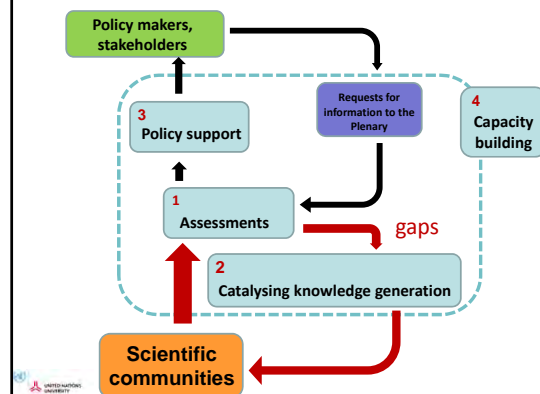 Policy makers,
stakeholders
Requests for
information to the
Plenary
3
Policy support
4
Capacity
building
1
Assessments
gaps
2
Catalysing knowledge generation
Scientific
communities
UNITED NATIONS
UNIVERSITY